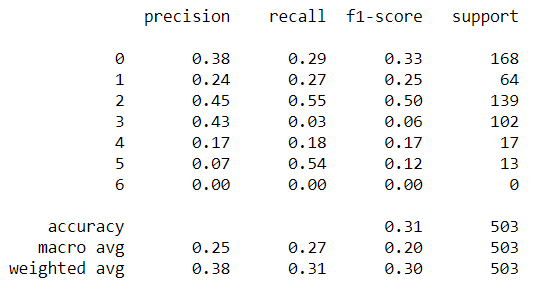 precision recall f1-score support
0 0.38 0.29 0.33 168
1 0.24 0.27 0.25 64
2 0.45 0.55 0.50 139
3 0.43 0.03 0.06 102
4 0.17 0.18 0.17 17
5 0.07 0.54 0.12 13
6 0.00 0.00 0.00 0
accuracy 0.31 503
macro avg 0.25 0.27 0.20 503
weighted avg 0.38 0.31 0.30 503